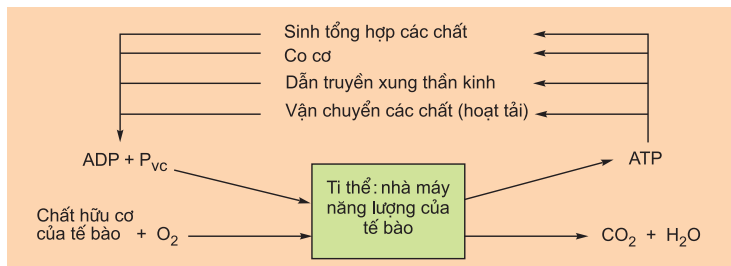 Sinh tổng hợp các chất
Co cơ
Dẫn truyền xung thần kinh
Vận chuyển các chất (hoạt tải)
ADP + Pvc
ATP
Ti thể: nhà máy
năng lượng của
tế bào
Chất hữu cơ
của tế bào + O2
CO2 + H2O